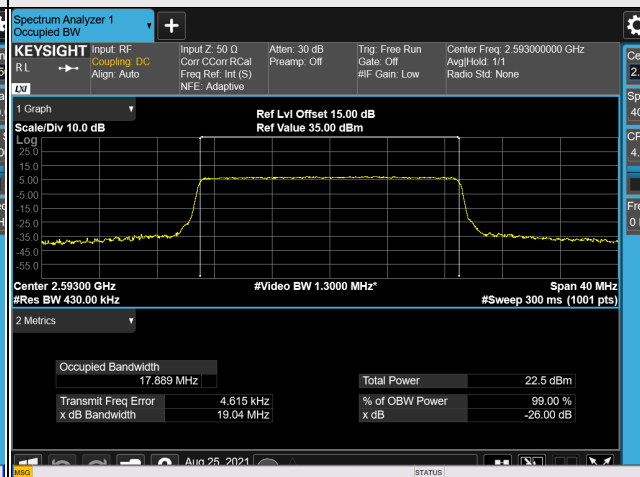 Spectrum Analyzer 1
Occupied BW
KEYSIGHT
RL
LXI
Input: RF
Coupling: DC
Align: Auto
Input Z: 50 Ω
Corr CCorr RCal
Freq Ref: Int (S)
NFE: Adaptive
Atten: 30 dB
Preamp: Off
Trig: Free Run
Gate: Off
#IF Gain: Low
Center Freq: 2.593000000 GHz
Avg|Hold: 1/1
Radio Std: None
1 Graph
Scale/Div 10.0 dB
Ref Lvl Offset 15.00 dB
Ref Value 35.00 dBm
Log
25.0
15.0
5.00
-5.00
-15.0
-25.0
-35.0
-45.0
-55.0
Center 2.59300 GHz
#Res BW 430.00 kHz
#Video BW 1.3000 MHz*
Span 40 MHz
#Sweep 300 ms (1001 pts)
2 Metrics
Occupied Bandwidth
17.889 MHz
Transmit Freq Error 4.615 kHz
x dB Bandwidth 19.04 MHz
Total Power 22.5 dBm
% of OBW Power 99.00 %
x dB -26.00 dB
Aug 25, 2021
MSG
STATUS